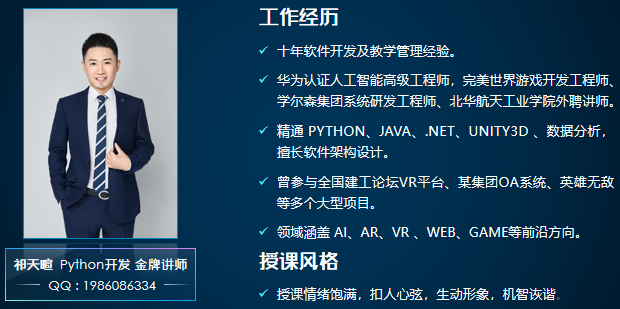 工作经历
十年软件开发及教学管理经验。
华为认证人工智能高级工程师，完美世界游戏开发工程师、
学尔森集团系统研发工程师、北华航天工业学院外聘讲师。
精通 PYTHON、JAVA、.NET、UNITY3D 、数据分析，
擅长软件架构设计。
曾参与全国建工论坛VR平台、某集团OA系统、英雄无敌
等多个大型项目。
领域涵盖 AI、AR、VR 、WEB、GAME等前沿方向。
授课风格
授课情绪饱满，扣人心弦，生动形象，机智诙谐。
祁天暄 Python开发 金牌讲师
QQ : 1986086334